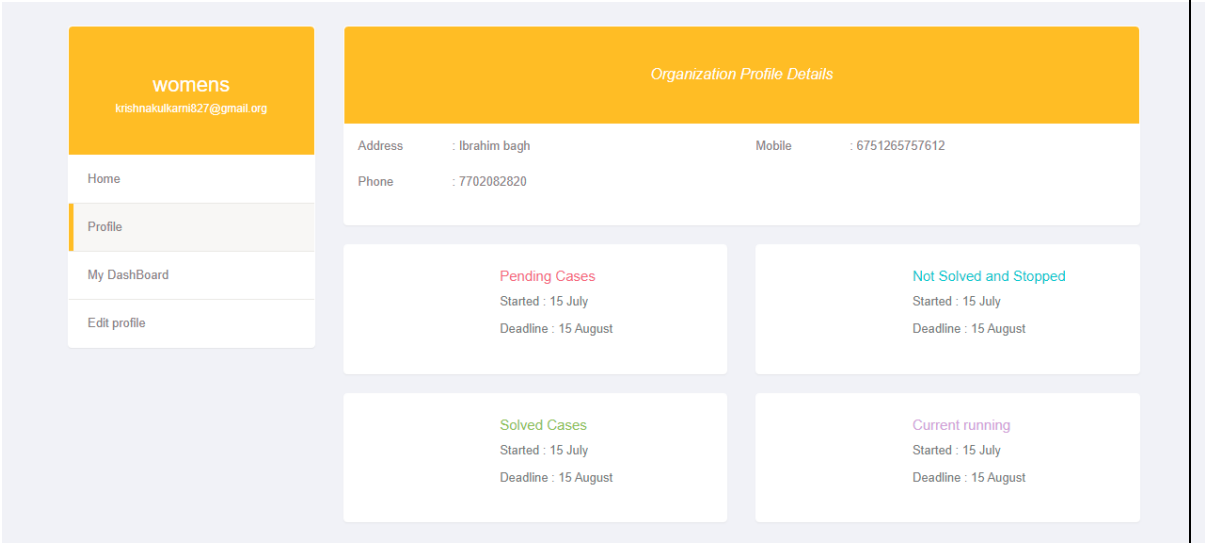 womens
krishnakulkarni827@gmail.org
Home
Profile
My DashBoard
Edit profile
Organization Profile Details
Address : Ibrahim bagh
Mobile : 6751265757612
Phone : 7702082820
Pending Cases
Started : 15 July
Deadline : 15 August
Not Solved and Stopped
Started : 15 July
Deadline : 15 August
Solved Cases
Started : 15 July
Deadline : 15 August
Current running
Started : 15 July
Deadline : 15 August